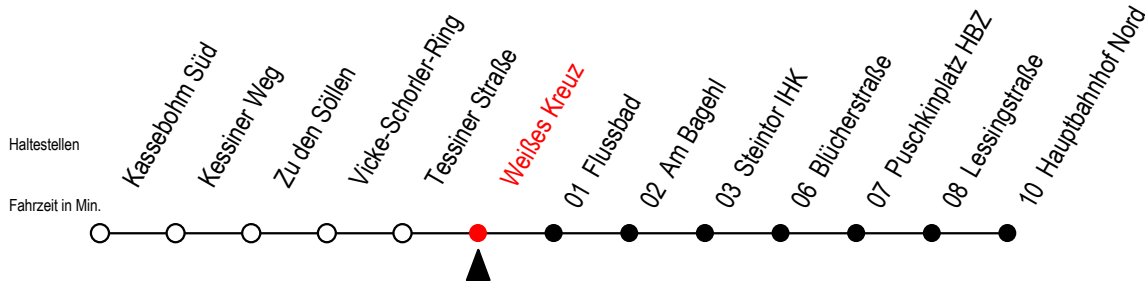 Haltestellen
Fahrzeit in Min.
Kassebohm Süd
Kessiner Weg
Zu den Söllen
Vicke-Schorler-Ring
Tessiner Straße
Weißes Kreuz
01 Flussbad
02 Am Bagehl
03 Steintor IHK
06 Blücherstraße
07 Puschkinplatz HBZ
08 Lessingstraße
10 Hauptbahnhof Nord